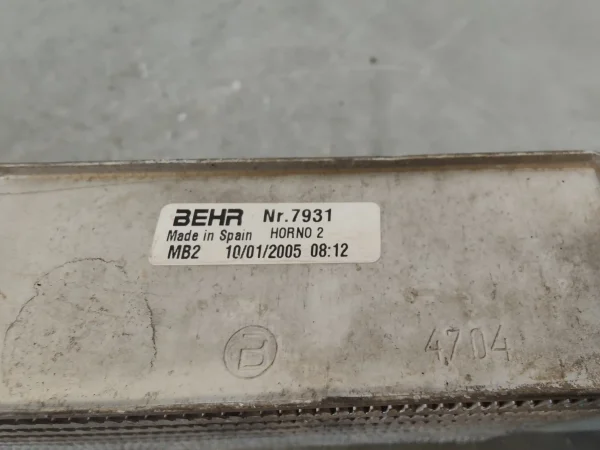 BEHR Nr.7931
Made in Spain HORNO 2
MB2 10/01/2005 08:12
B 4704